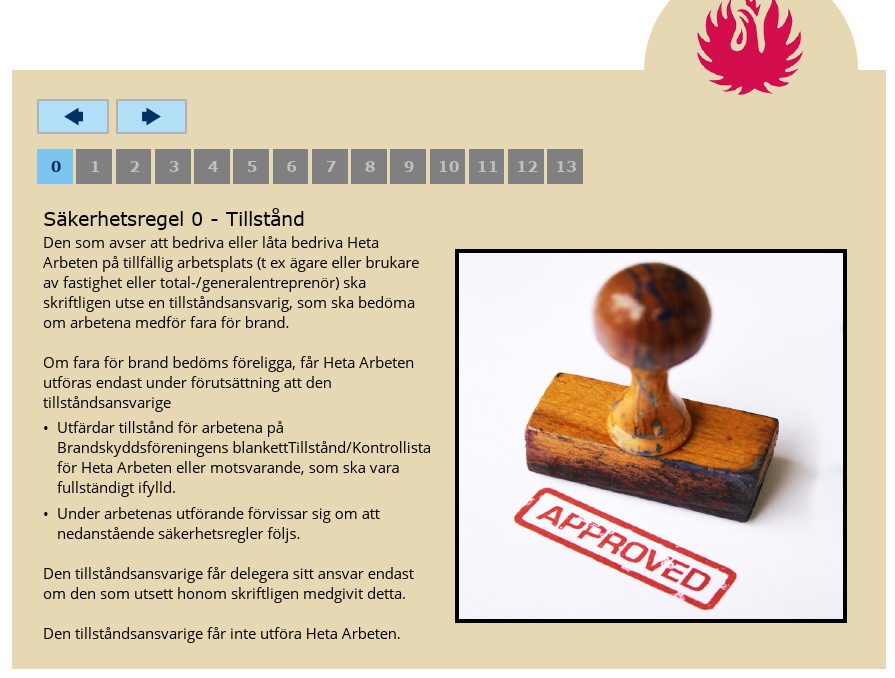 0 1 2 3 4 5 6 7 8 9 10 11 12 13
Säkerhetsregel 0 - Tillstånd
Den som avser att bedriva eller låta bedriva Heta
Arbeten på tillfällig arbetsplats (t ex ägare eller brukare
av fastighet eller total-/generalentreprenör) ska
skriftligen utse en tillståndsansvarig, som ska bedöma
om arbetena medför fara för brand.
Om fara för brand bedöms föreligga, får Heta Arbeten
utföras endast under förutsättning att den
tillståndsansvarige
• Utfärdar tillstånd för arbetena på
Brandskyddsföreningens blankettTillstånd/Kontrollista
för Heta Arbeten eller motsvarande, som ska vara
fullständigt ifylld.
• Under arbetenas utförande förvissar sig om att
nedanstående säkerhetsregler följs.
Den tillståndsansvarige får delegera sitt ansvar endast
om den som utsett honom skriftligen medgivit detta.
Den tillståndsansvarige får inte utföra Heta Arbeten.
APPROVED